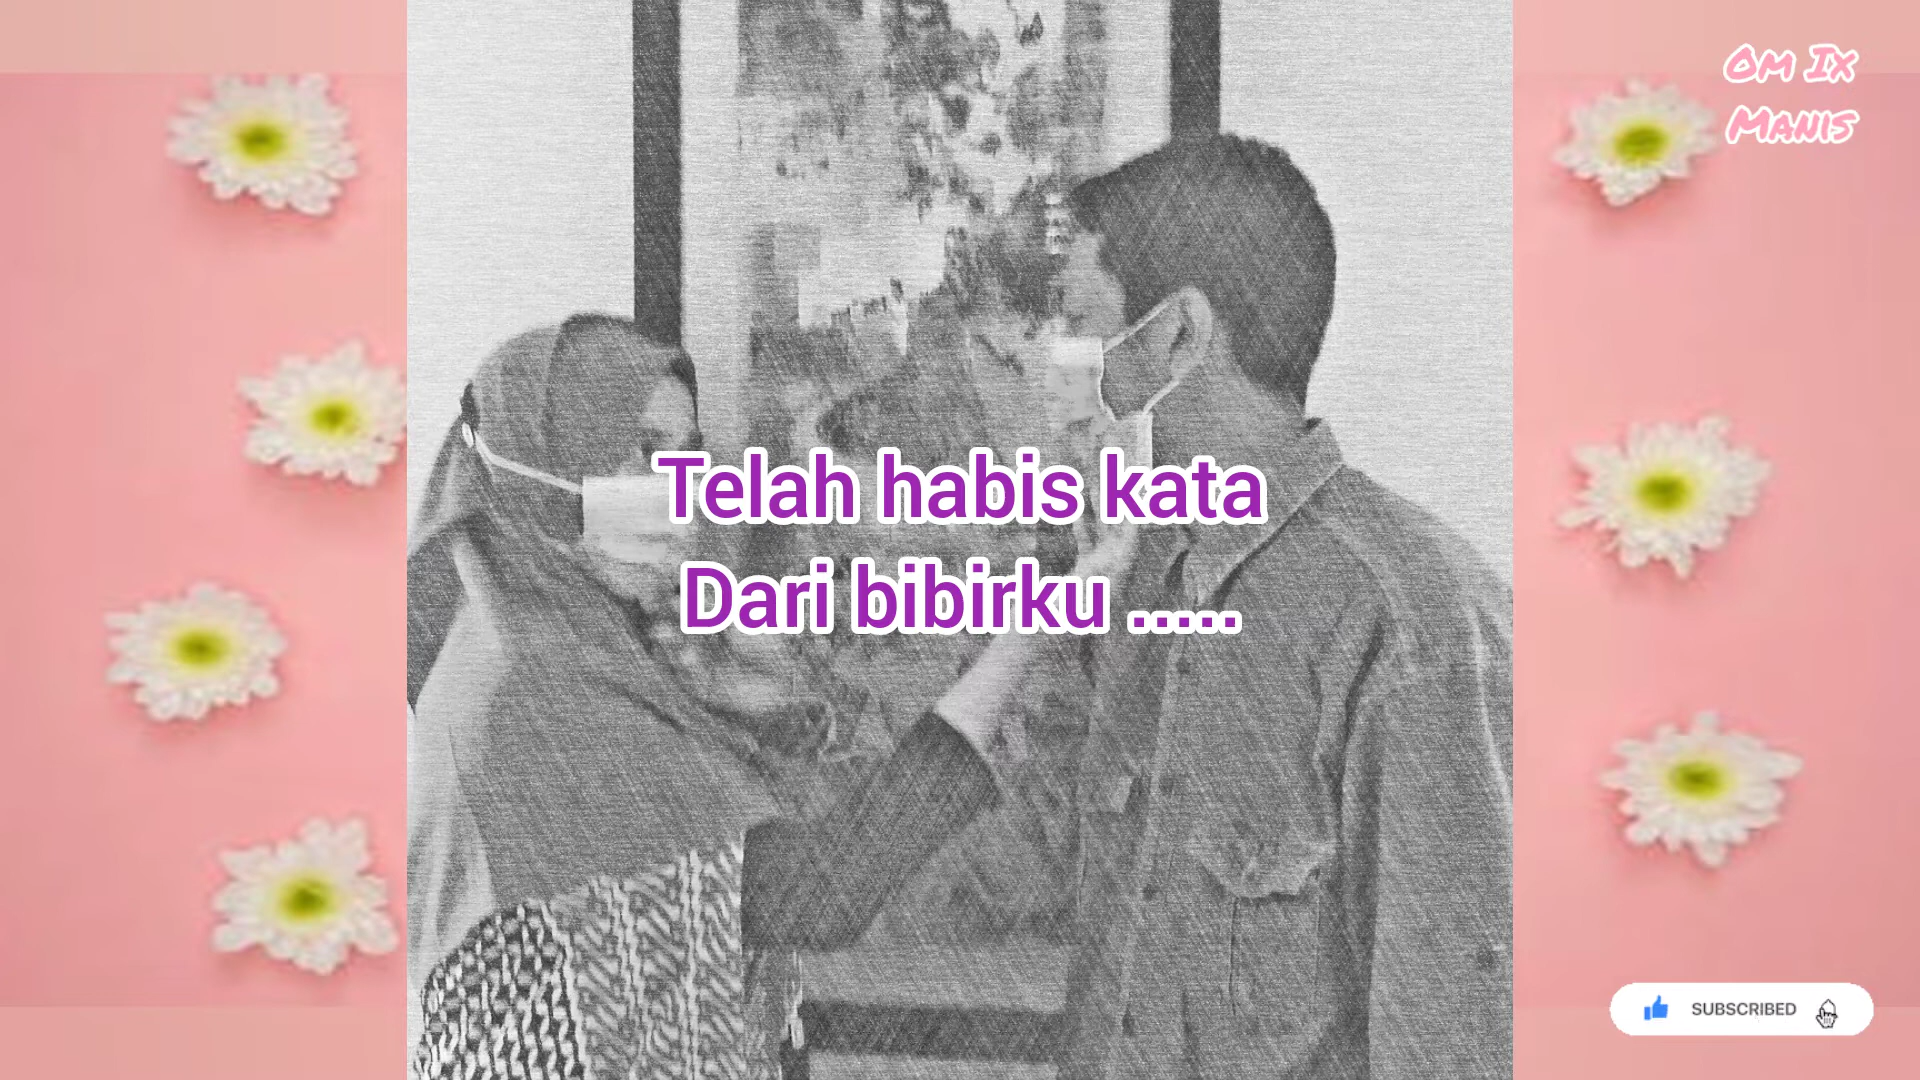 Om Ix
Manis
Telah habis kata
Dari bibirku .....
SUBSCRIBED